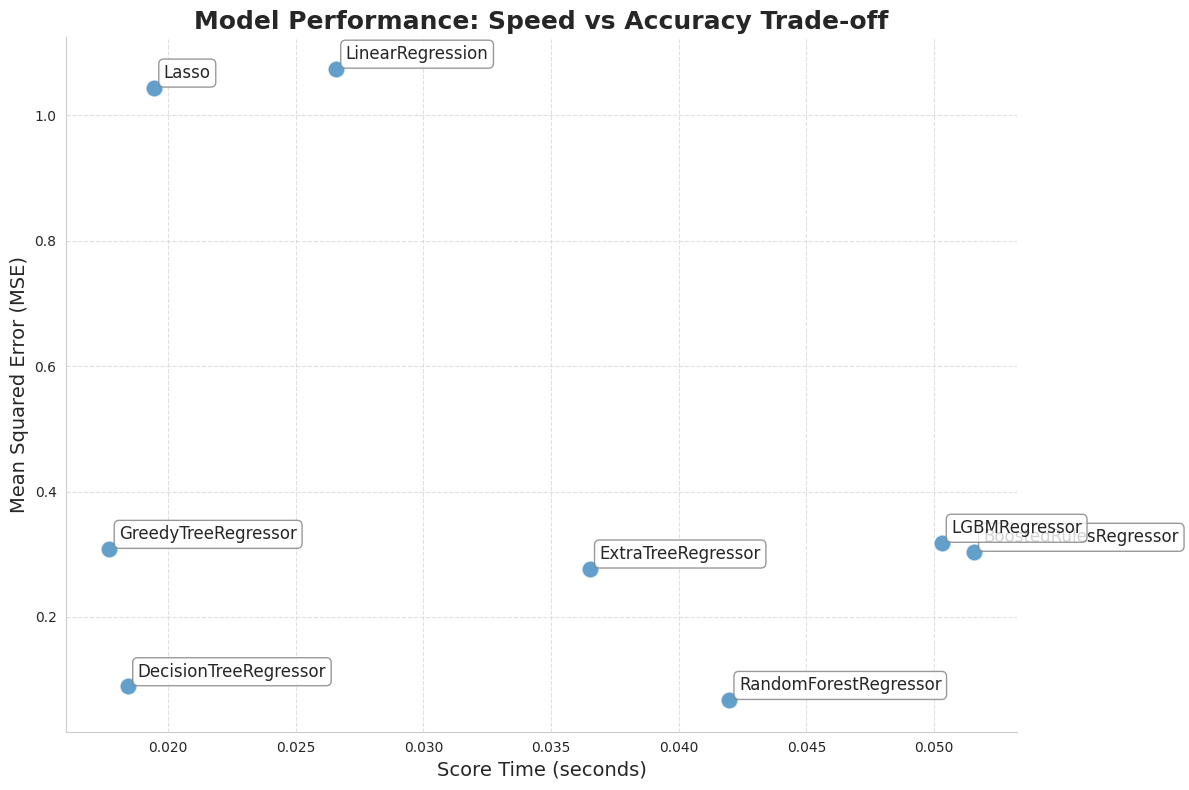 Model Performance: Speed vs Accuracy Trade-off
LinearRegression
Lasso
1.0
0.8
0.6
0.4
0.2
Mean Squared Error (MSE)
GreedyTreeRegressor
LGBMRegressor
BoostedRulesRegressor
ExtraTreeRegressor
DecisionTreeRegressor
RandomForestRegressor
0.020
0.025
0.030
0.035
0.040
0.045
0.050
Score Time (seconds)